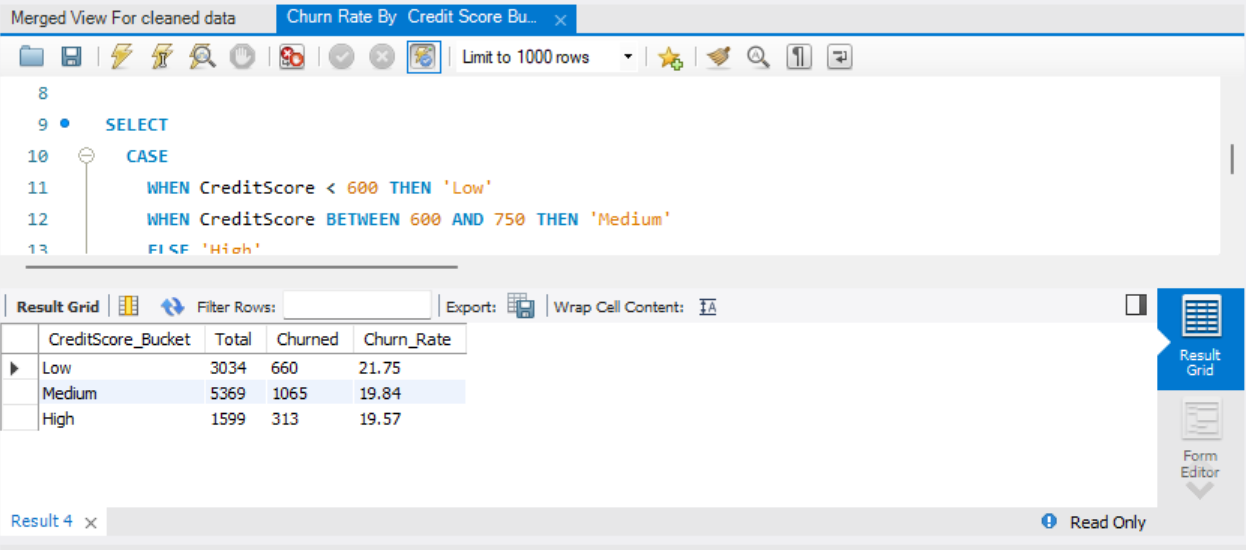 Merged View For cleaned data Churn Rate By Credit Score Bu...
Limit to 1000 rows
8
9 SELECT
10 CASE
11 WHEN CreditScore < 600 THEN 'Low'
12 WHEN CreditScore BETWEEN 600 AND 750 THEN 'Medium'
13 ELSE 'High'
Result Grid Filter Rows: Export: Wrap Cell Content:
CreditScore_Bucket Total Churned Churn_Rate
Low 3034 660 21.75
Medium 5369 1065 19.84
High 1599 313 19.57
Result
Grid
Form
Editor
Result 4 Read Only